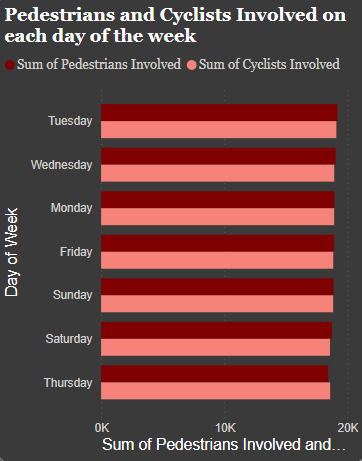 Pedestrians and Cyclists Involved on
each day of the week
Sum of Pedestrians Involved Sum of Cyclists Involved
Day of Week
Tuesday
Wednesday
Monday
Friday
Sunday
Saturday
Thursday
0K 10K 20K
Sum of Pedestrians Involved and...